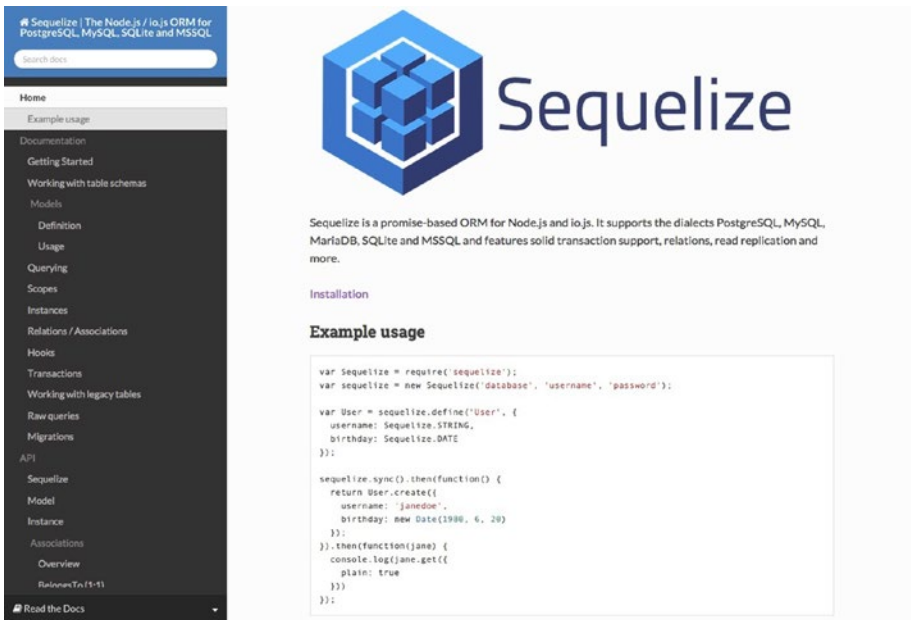 Sequelize | The Node.js / io.js ORM for
PostgreSQL, MySQL, SQLite and MSSQL
Search docs
Home
Example usage
Documentation
Getting Started
Working with table schemas
Models
Definition
Usage
Querying
Scopes
Instances
Relations / Associations
Hooks
Transactions
Working with legacy tables
Raw queries
Migrations
API
Sequelize
Model
Instance
Associations
Overview
BelongsTo (1:1)
Read the Docs
Sequelize
Sequelize is a promise-based ORM for Node.js and io.js. It supports the dialects PostgreSQL, MySQL,
MariaDB, SQLite and MSSQL and features solid transaction support, relations, read replication and
more.
Installation
Example usage
var Sequelize = require('sequelize');
var sequelize = new Sequelize('database', 'username', 'password');
var User = sequelize.define('User', {
username: Sequelize.STRING,
birthday: Sequelize.DATE
});
sequelize.sync().then(function() {
return User.create({
username: 'janedoe',
birthday: new Date(1980, 6, 20)
});
}).then(function(jane) {
console.log(jane.get({
plain: true
}))
});